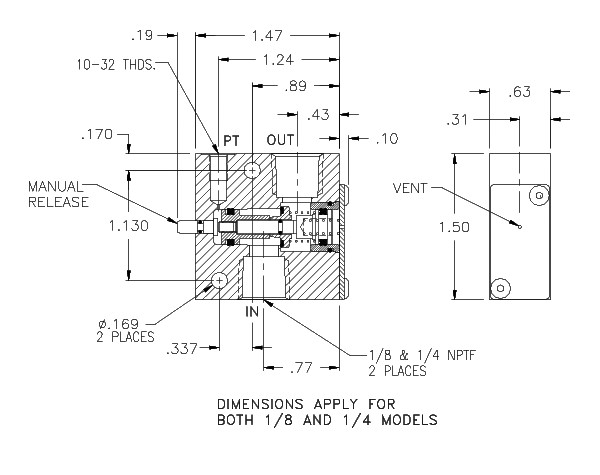 .19
1.47
10-32 THDS.
1.24
.89
.43
.170
PT
OUT
.10
MANUAL
RELEASE
1.130
Ø.169
2 PLACES
.337
IN
.77
1/8 & 1/4 NPTF
2 PLACES
.63
.31
VENT
1.50
DIMENSIONS APPLY FOR
BOTH 1/8 AND 1/4 MODELS